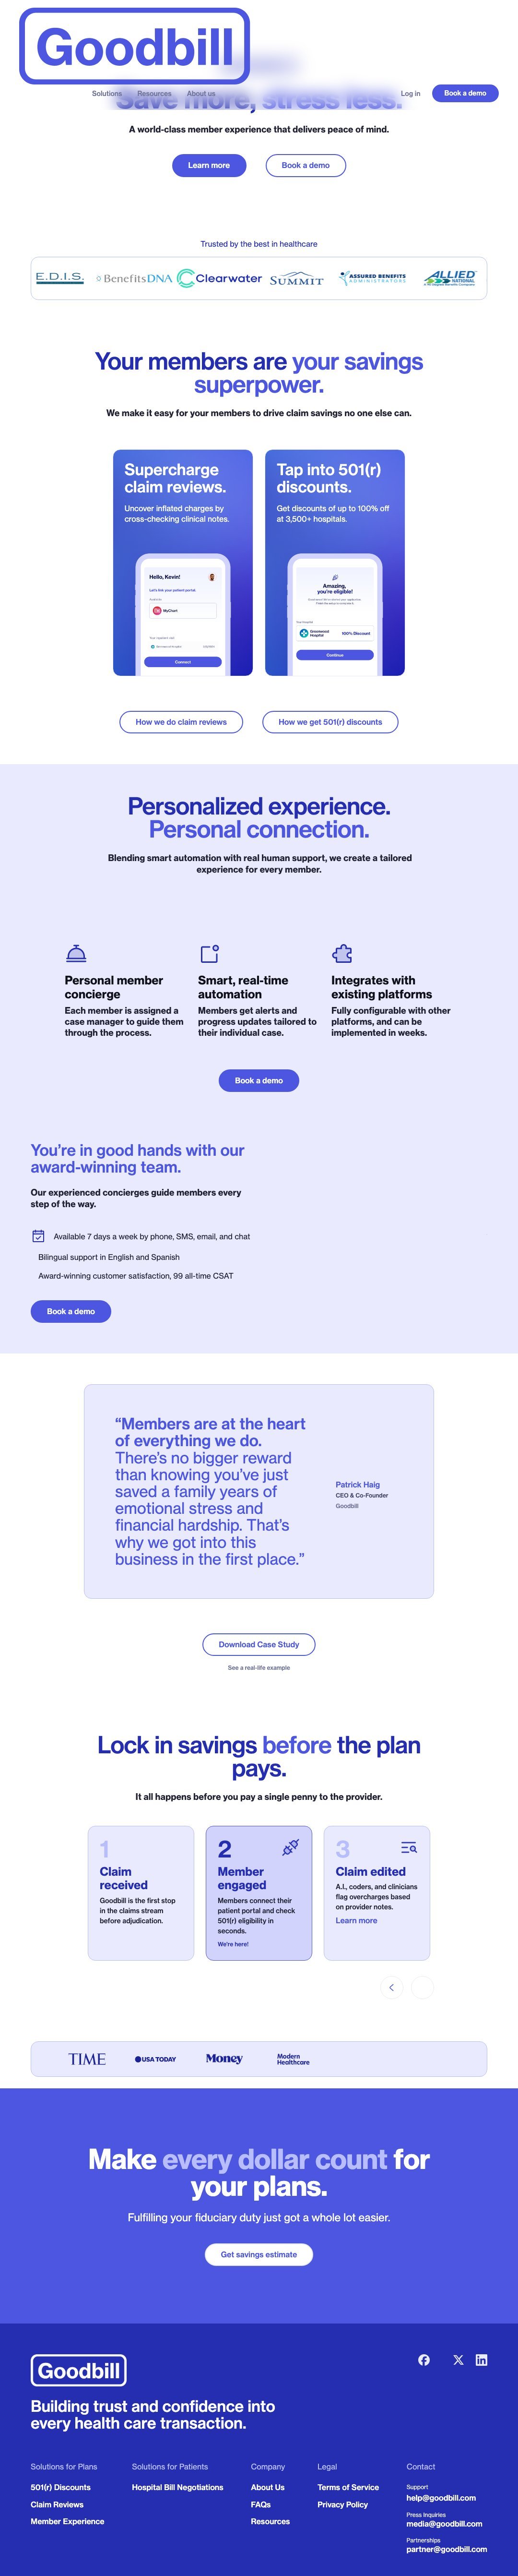 Goodbill
Solutions
Resources
About us
Log in
Book a demo
Save more, stress less.
A world-class member experience that delivers peace of mind.
Learn more
Book a demo
Trusted by the best in healthcare
E.D.I.S.
BenefitsDNA
Clearwater
SUMMIT
ASSURED BENEFITS
ADMINISTRATORS
ALLIED
NATIONAL
Your members are your savings
superpower.
We make it easy for your members to drive claim savings no one else can.
Supercharge
claim reviews.
Uncover inflated charges by
cross-checking clinical notes.
Hello, Kevin!
Let's link your patient portal.
MyChart
Connect
Tap into 501(r)
discounts.
Get discounts of up to 100% off
at 3,500+ hospitals.
Amazing,
you're eligible!
Greenwood
Hospital
100% Discount
Continue
How we do claim reviews
How we get 501(r) discounts
Personalized experience.
Personal connection.
Blending smart automation with real human support, we create a tailored
experience for every member.
Personal member
concierge
Each member is assigned a
case manager to guide them
through the process.
Smart, real-time
automation
Members get alerts and
progress updates tailored to
their individual case.
Integrates with
existing platforms
Fully configurable with other
platforms, and can be
implemented in weeks.
Book a demo
You’re in good hands with our
award-winning team.
Our experienced concierges guide members every
step of the way.
Available 7 days a week by phone, SMS, email, and chat
Bilingual support in English and Spanish
Award-winning customer satisfaction, 99 all-time CSAT
Book a demo
“Members are at the heart
of everything we do.
There’s no bigger reward
than knowing you’ve just
saved a family years of
emotional stress and
financial hardship. That’s
why we got into this
business in the first place.”
Patrick Haig
CEO & Co-Founder
Goodbill
Download Case Study
See a real-life example
Lock in savings before the plan
pays.
It all happens before you pay a single penny to the provider.
1
Claim
received
Goodbill is the first stop
in the claims stream
before adjudication.
2
Member
engaged
Members connect their
patient portal and check
501(r) eligibility in
seconds.
We're here!
3
Claim edited
A.I., coders, and clinicians
flag overcharges based
on provider notes.
Learn more
TIME
USA TODAY
Money
Modern
Healthcare
Make every dollar count for
your plans.
Fulfilling your fiduciary duty just got a whole lot easier.
Get savings estimate
Goodbill
Building trust and confidence into
every health care transaction.
Solutions for Plans
501(r) Discounts
Claim Reviews
Member Experience
Solutions for Patients
Hospital Bill Negotiations
Company
About Us
FAQs
Resources
Legal
Terms of Service
Privacy Policy
Contact
Support
help@goodbill.com
Press Inquiries
media@goodbill.com
Partnerships
partner@goodbill.com